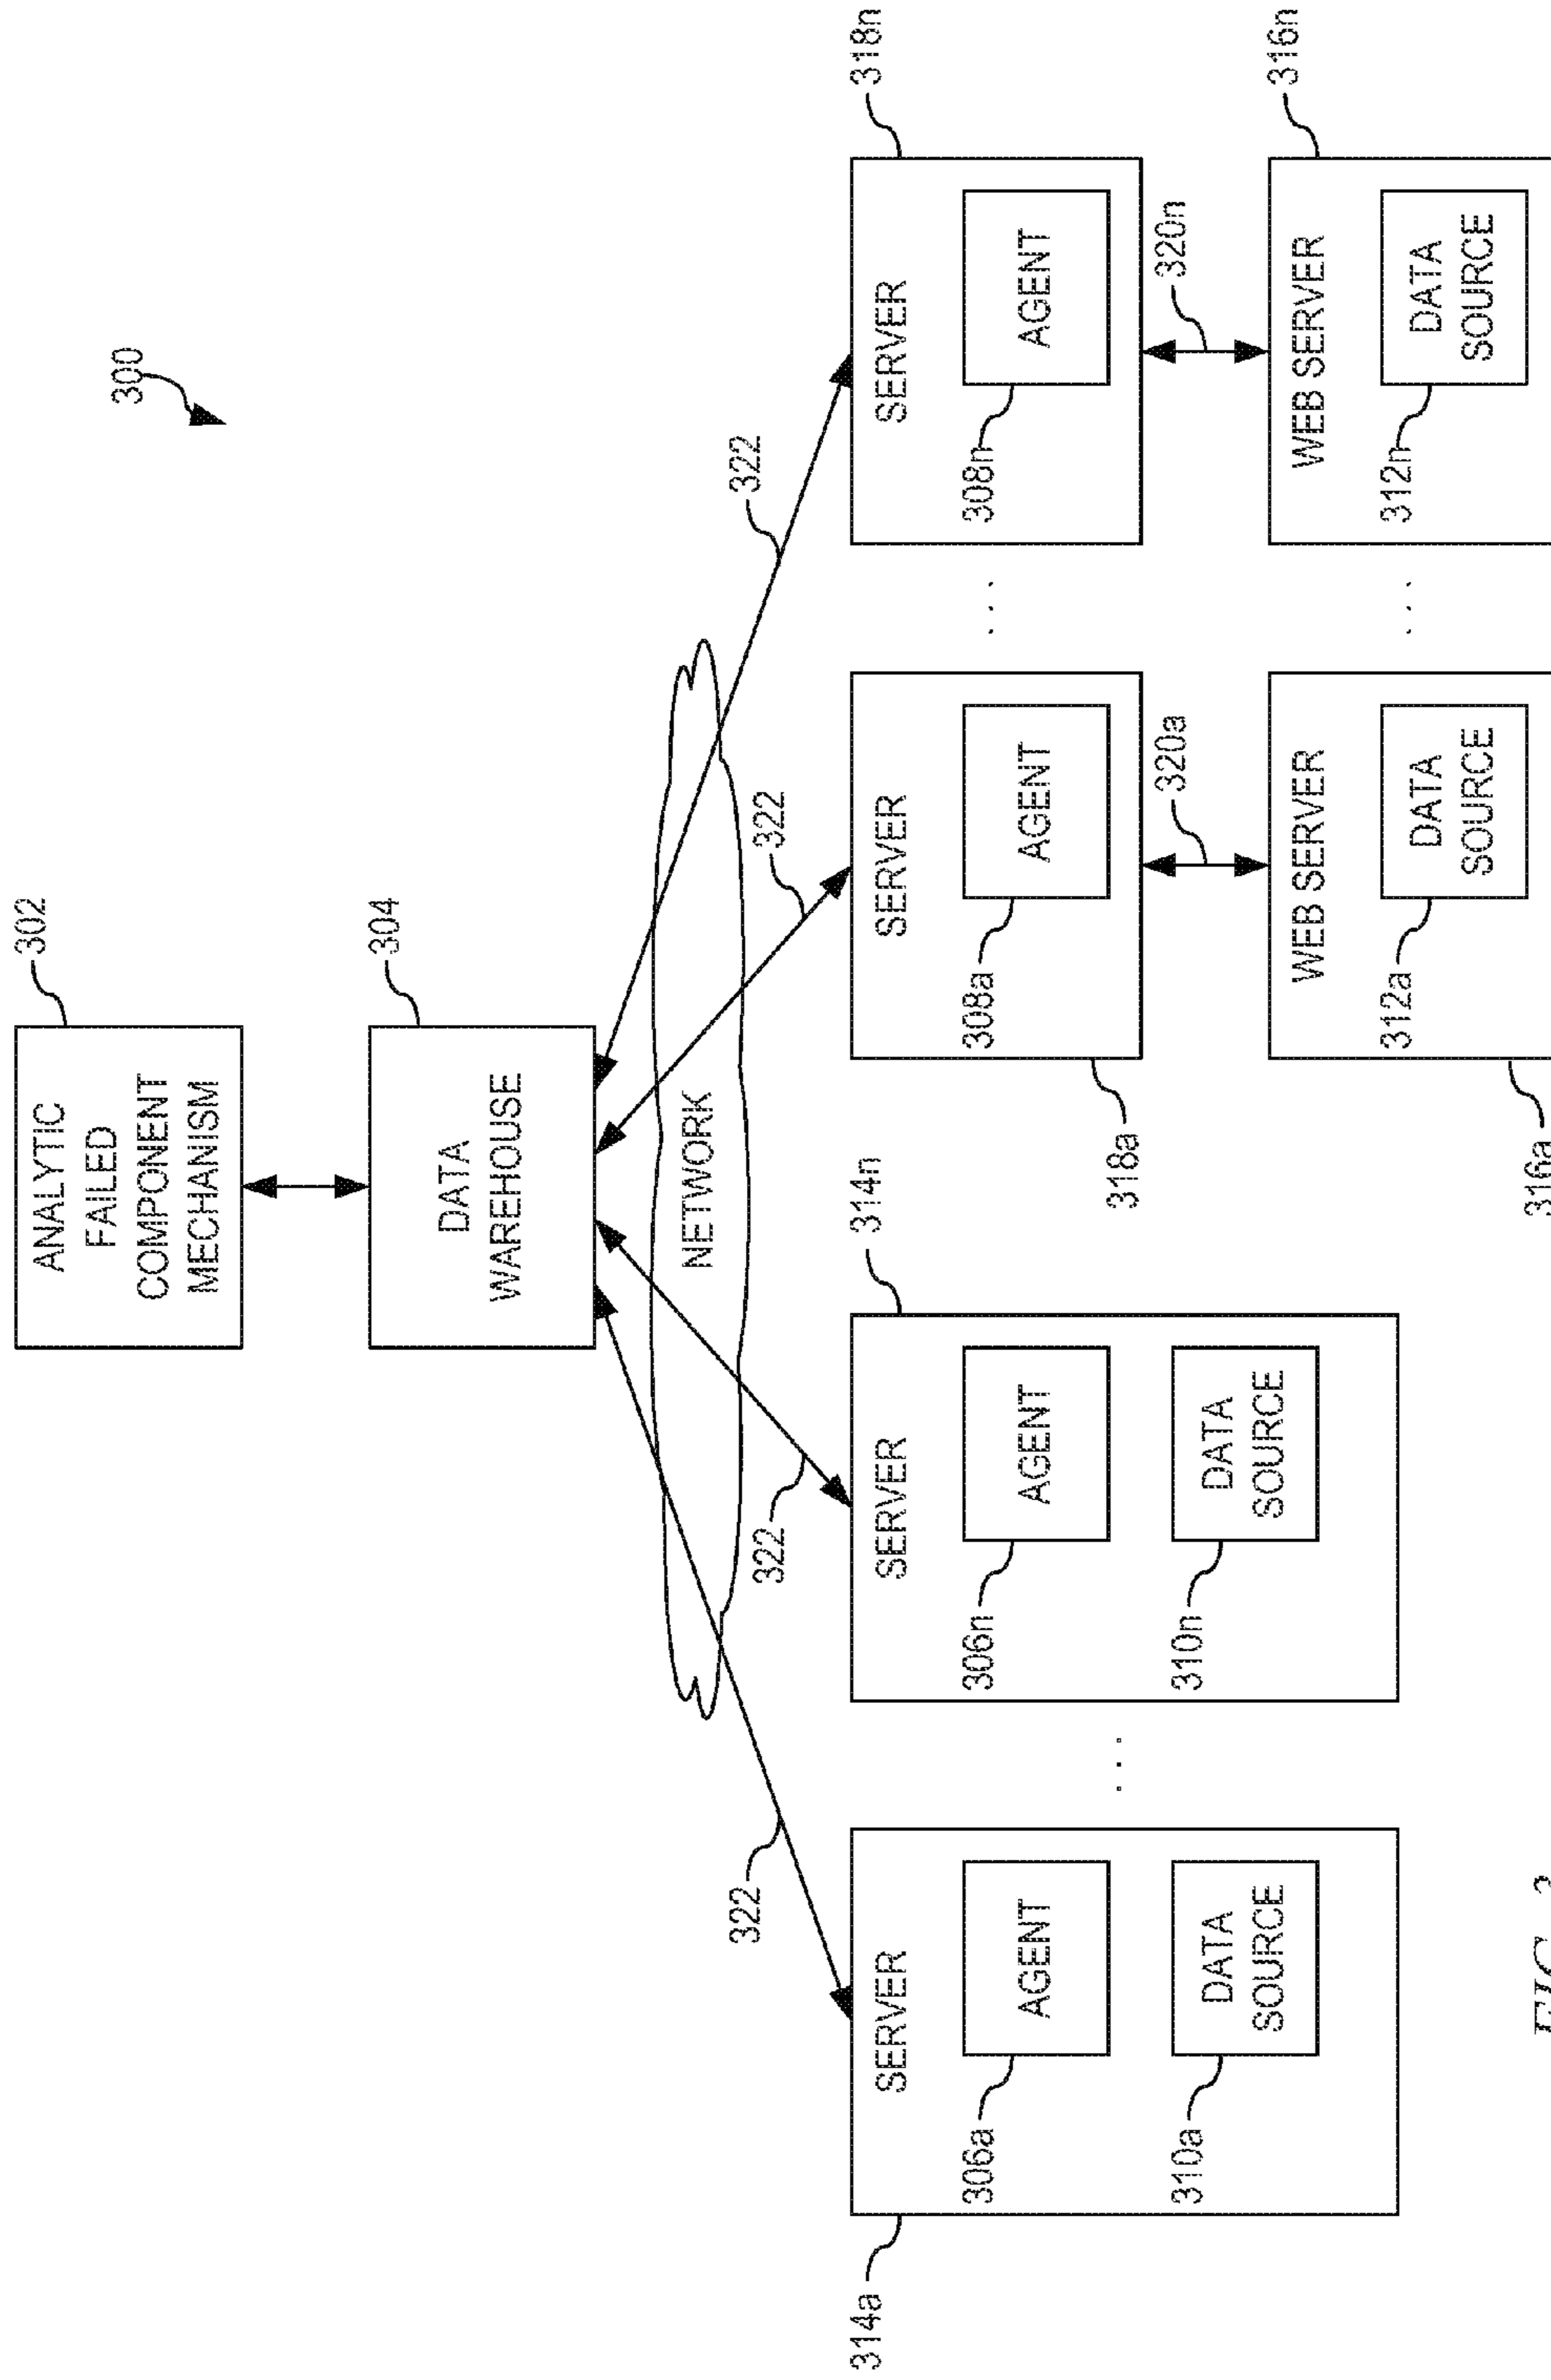 300
ANALYTIC
FAILED
COMPONENT
MECHANISM
302
DATA
WAREHOUSE
304
NETWORK
322
322
322
322
314a
SERVER
306a
AGENT
310a
DATA
SOURCE
. . .
314n
SERVER
306n
AGENT
310n
DATA
SOURCE
318a
SERVER
308a
AGENT
320a
316a
WEB SERVER
312a
DATA
SOURCE
. . .
. . .
318n
SERVER
308n
AGENT
320n
316n
WEB SERVER
312n
DATA
SOURCE
FIG. 3